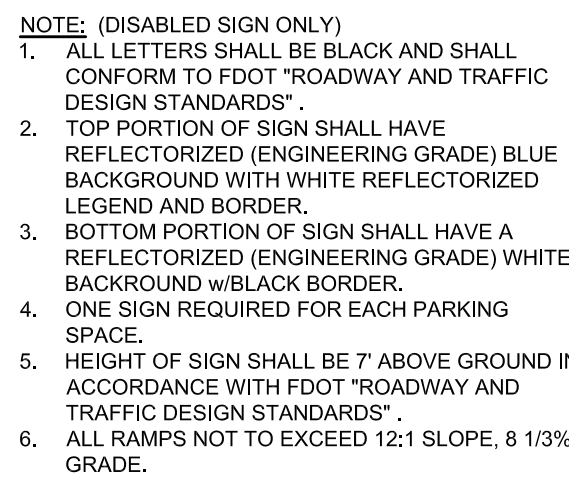 NOTE: (DISABLED SIGN ONLY)
1. ALL LETTERS SHALL BE BLACK AND SHALL
CONFORM TO FDOT "ROADWAY AND TRAFFIC
DESIGN STANDARDS" .
2. TOP PORTION OF SIGN SHALL HAVE
REFLECTORIZED (ENGINEERING GRADE) BLUE
BACKGROUND WITH WHITE REFLECTORIZED
LEGEND AND BORDER.
3. BOTTOM PORTION OF SIGN SHALL HAVE A
REFLECTORIZED (ENGINEERING GRADE) WHITE
BACKROUND w/BLACK BORDER.
4. ONE SIGN REQUIRED FOR EACH PARKING
SPACE.
5. HEIGHT OF SIGN SHALL BE 7' ABOVE GROUND IN
ACCORDANCE WITH FDOT "ROADWAY AND
TRAFFIC DESIGN STANDARDS" .
6. ALL RAMPS NOT TO EXCEED 12:1 SLOPE, 8 1/3%
GRADE.